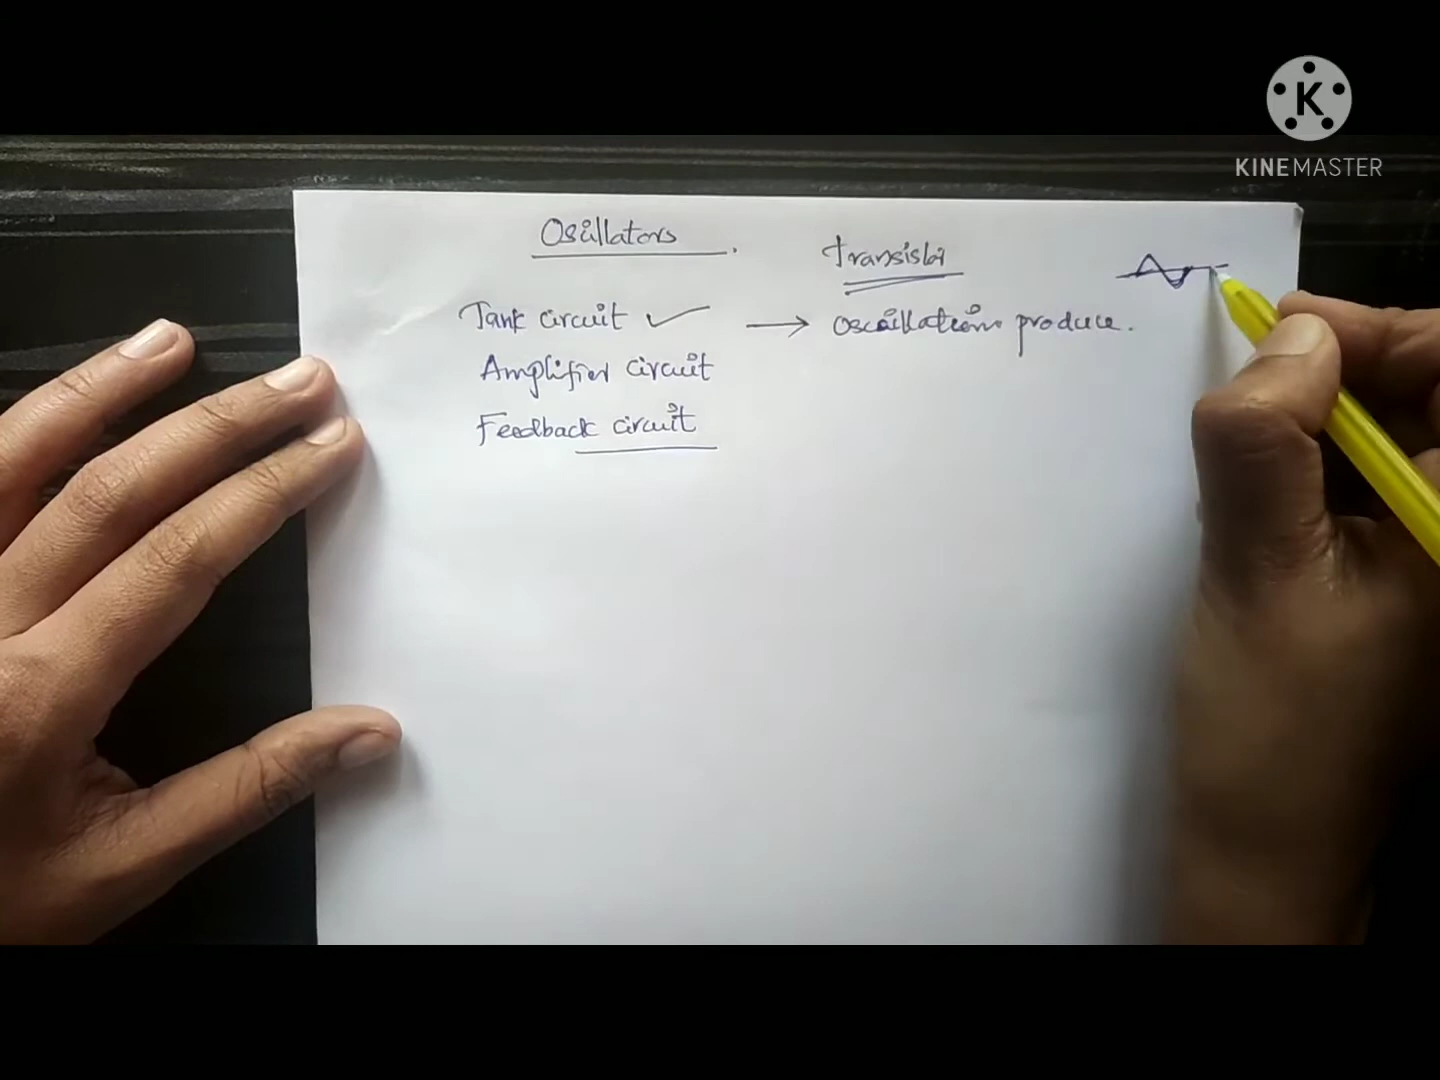 K
KINEMASTER
Oscillators.
Transistor
Tank circuit ✓ → oscillations produce.
Amplifier circuit
Feedback circuit